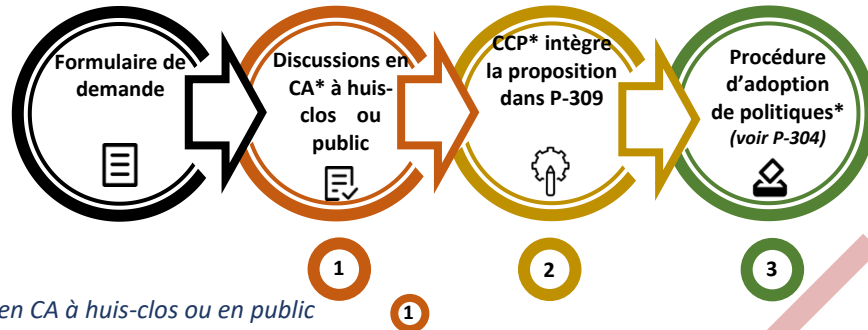 Formulaire de
demande
Discussions en
CA* à huis-
clos ou
public
CCP* intègre
la proposition
dans P-309
Procédure
d'adoption
de politiques*
(voir P-304)
1
2
3
en CA à huis-clos ou en public
1